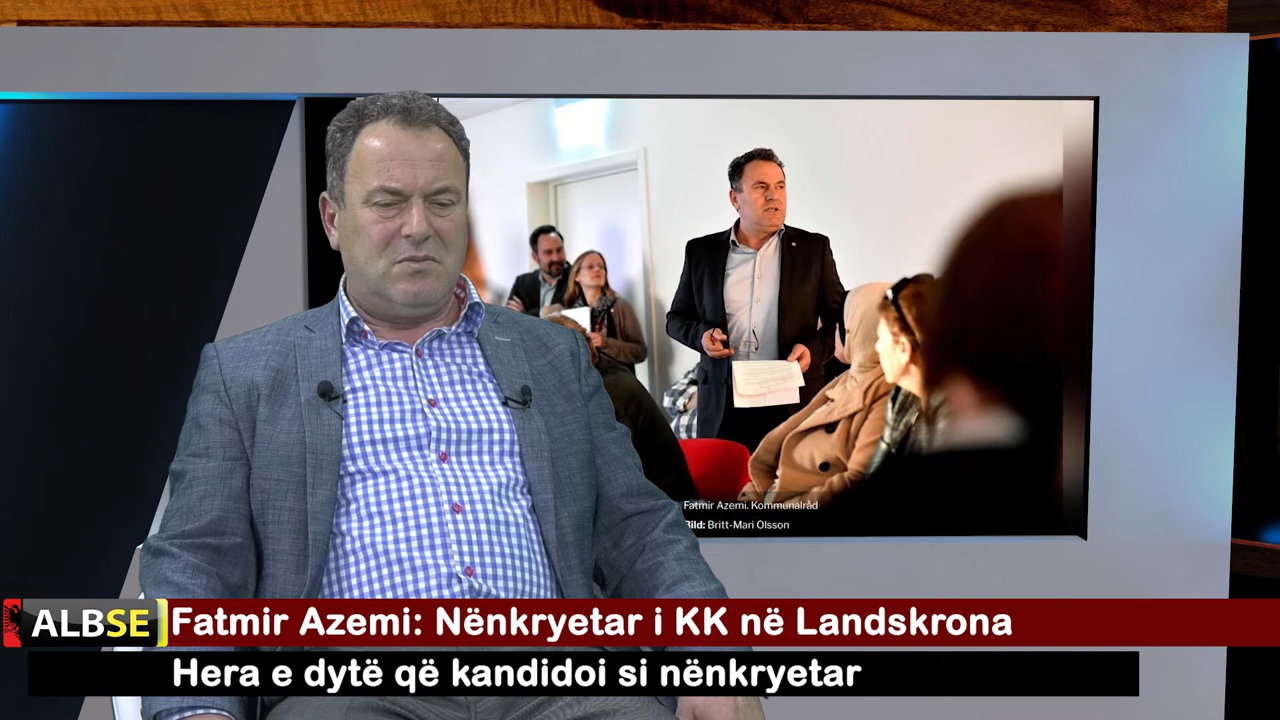 Fatmir Azemi, Kommunalråd
Bild: Britt-Mari Olsson
ALBSE
Fatmir Azemi: Nënkryetar i KK në Landskrona
Hera e dytë që kandidoi si nënkryetar